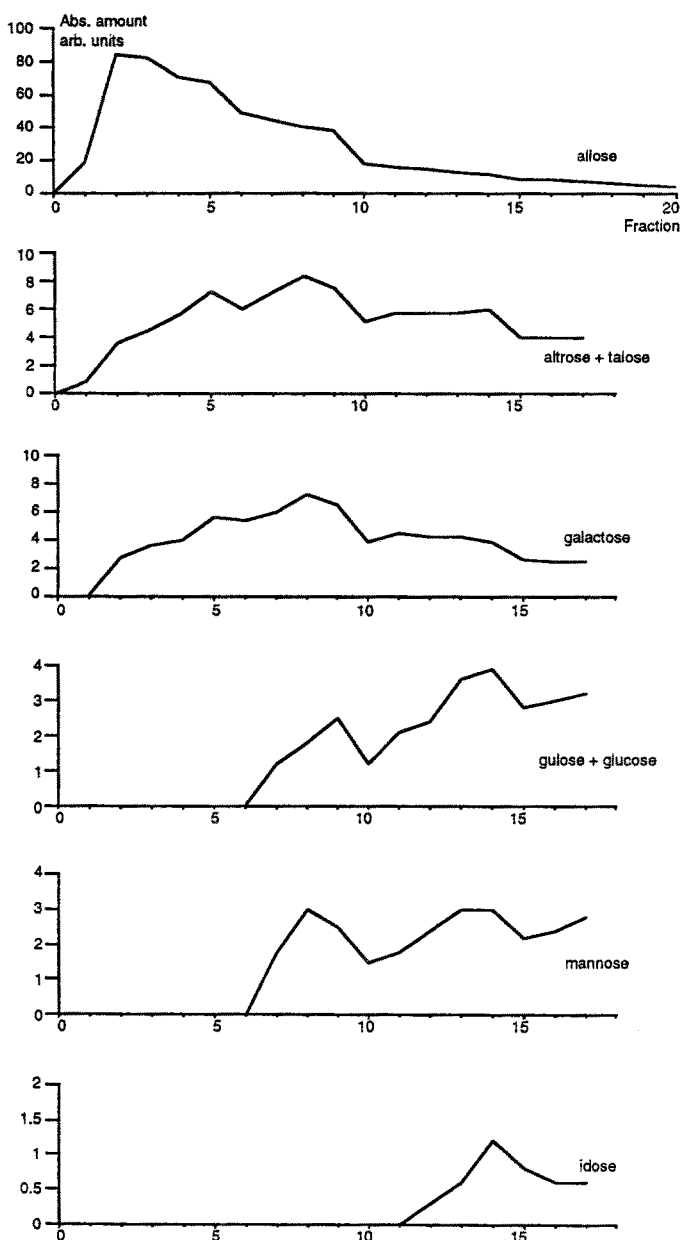 Abs. amount
arb. units
100
80
60
40
20
0
0 5 10 15 20
allose
Fraction
10
8
6
4
2
0
0 5 10 15
altrose + talose
10
8
6
4
2
0
0 5 10 15
galactose
4
3
2
1
0
0 5 10 15
gulose + glucose
4
3
2
1
0
0 5 10 15
mannose
2
1.5
1
0.5
0
0 5 10 15
idose